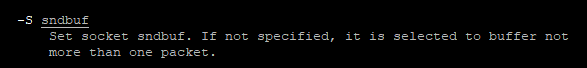 -S sndbuf
Set socket sndbuf. If not specified, it is selected to buffer not
more than one packet.